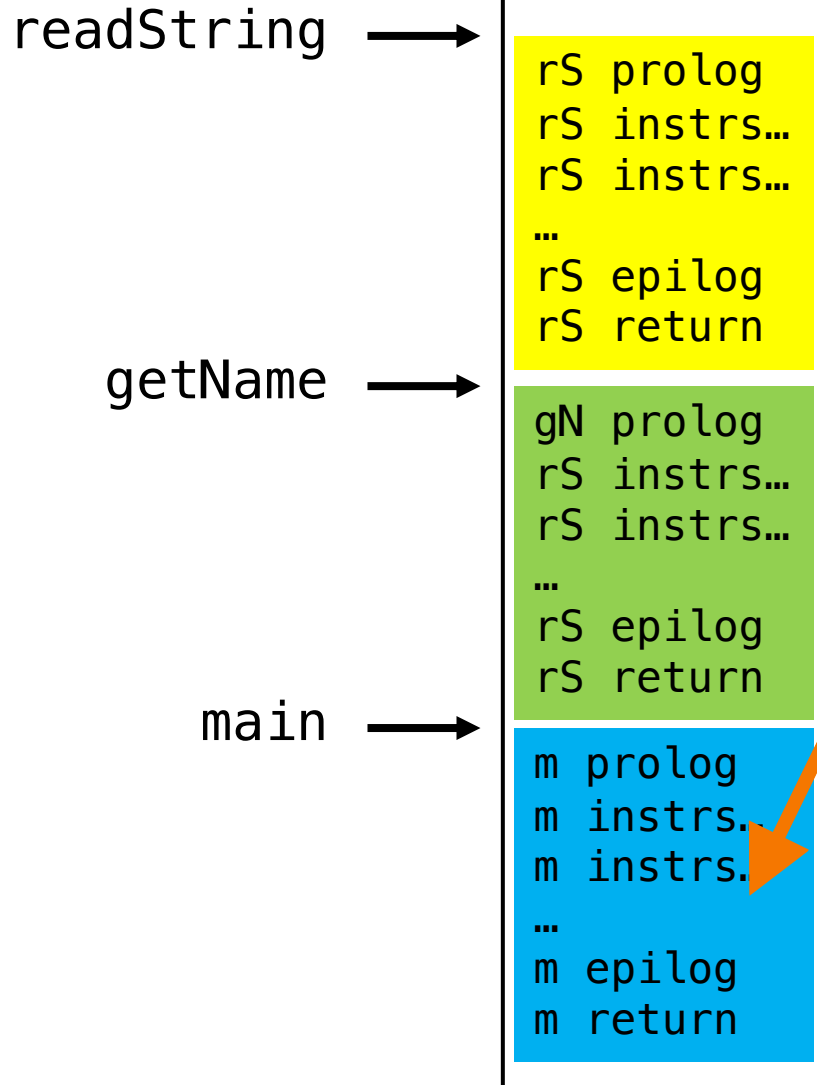 readString
rS prolog
rS instrs…
rS instrs…
…
rS epilog
rS return
getName
gN prolog
rS instrs…
rS instrs…
…
rS epilog
rS return
main
m prolog
m instrs…
m instrs…
…
m epilog
m return